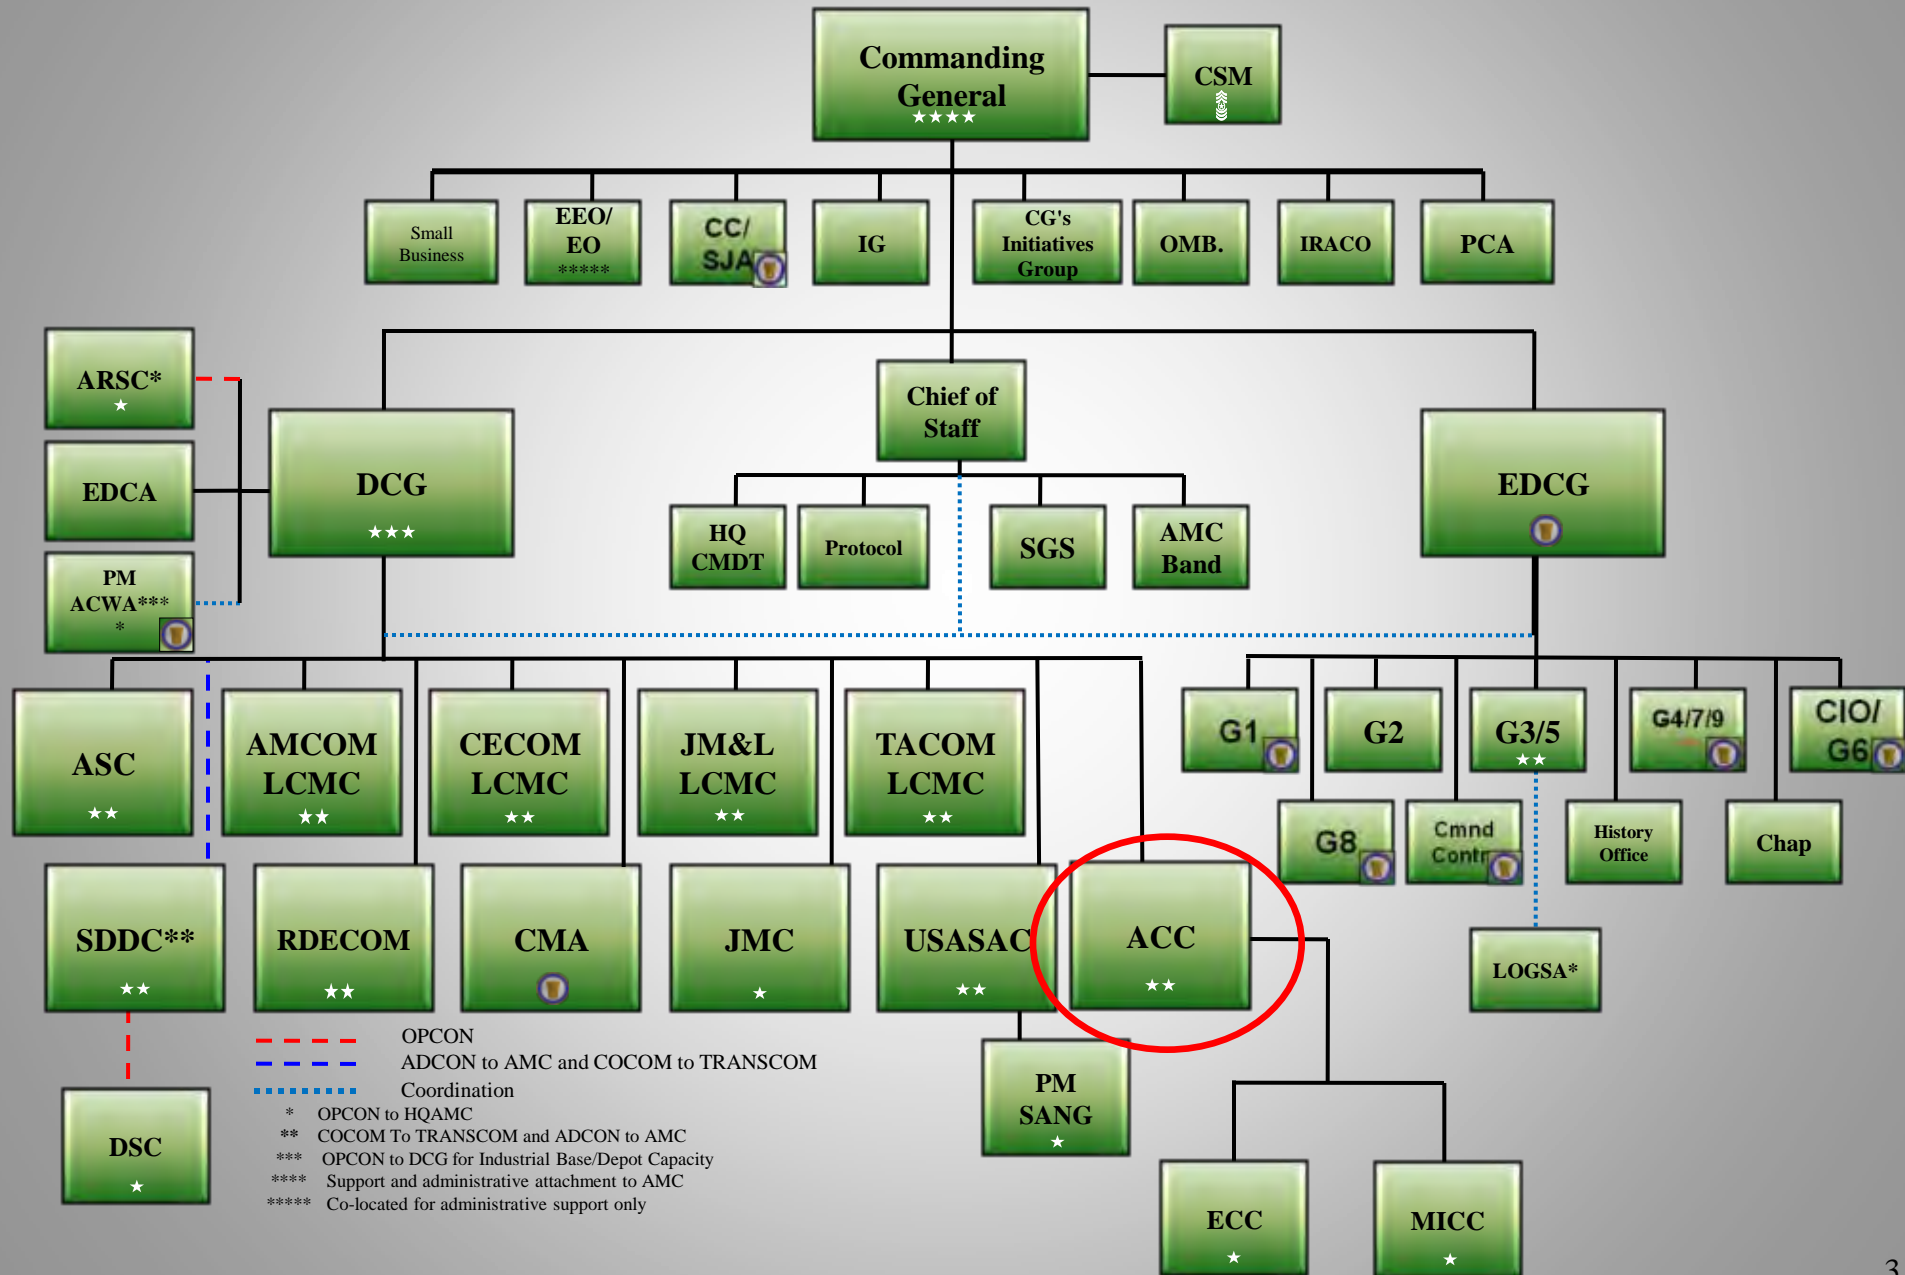 Commanding
General
★★★★
CSM
Small
Business
EEO/
EO
*****
CC/
SJA
IG
CG's
Initiatives
Group
OMB.
IRACO
PCA
ARSC*
★
EDCA
PM
ACWA***
*
DCG
★★★
Chief of
Staff
HQ
CMDT
Protocol
SGS
AMC
Band
EDCG
ASC
★★
AMCOM
LCMC
★★
CECOM
LCMC
★★
JM&L
LCMC
★★
TACOM
LCMC
★★
G1
G2
G3/5
★★
G4/7/9
CIO/
G6
G8
Cmnd
Contr
History
Office
Chap
SDDC**
★★
RDECOM
★★
CMA
JMC
★
USASAC
★★
ACC
★★
LOGSA*
DSC
★
PM
SANG
★
ECC
★
MICC
★
OPCON
ADCON to AMC and COCOM to TRANSCOM
Coordination
* OPCON to HQAMC
** COCOM To TRANSCOM and ADCON to AMC
*** OPCON to DCG for Industrial Base/Depot Capacity
**** Support and administrative attachment to AMC
***** Co-located for administrative support only
3